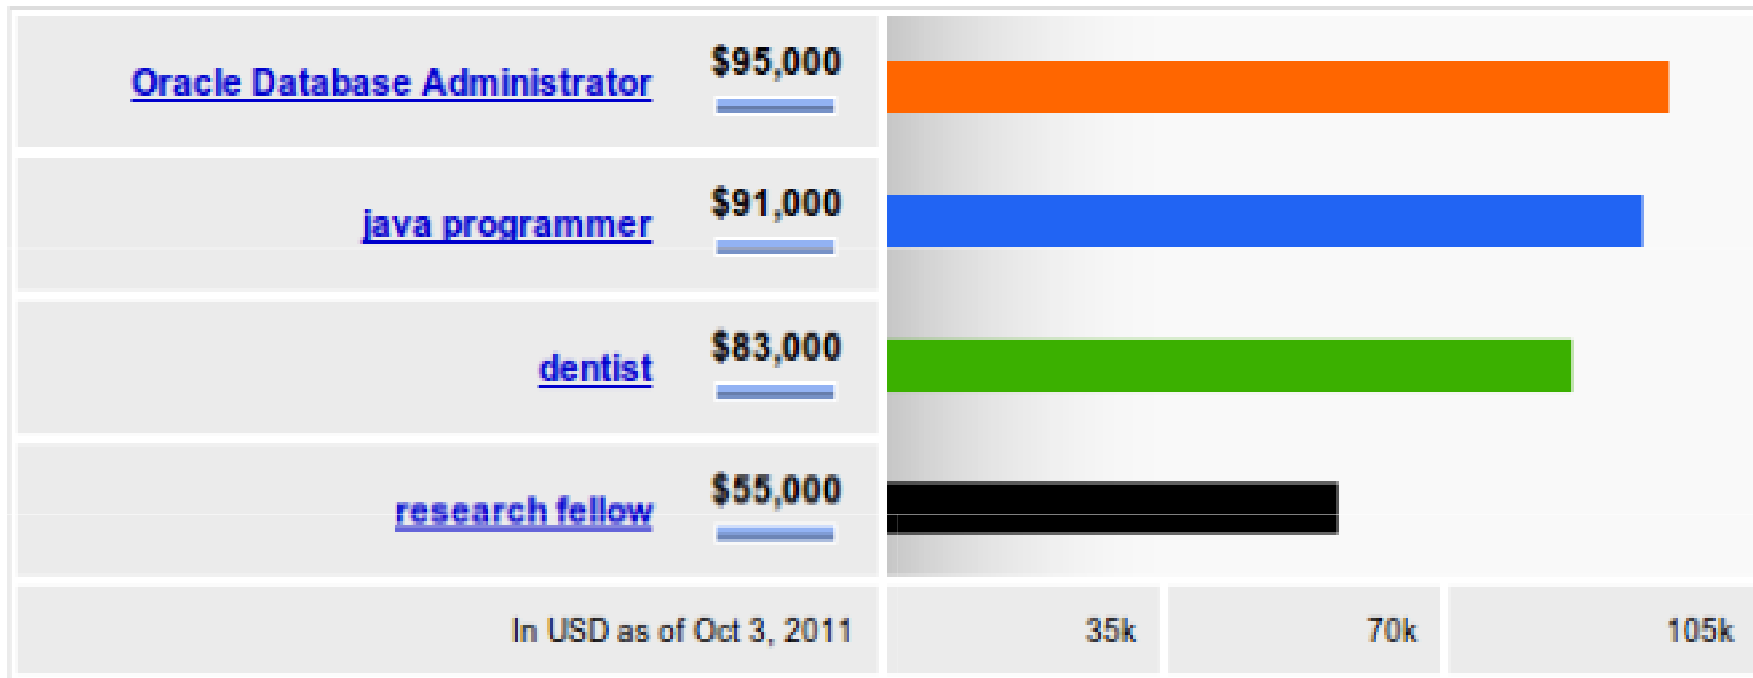 Oracle Database Administrator $95,000
java programmer $91,000
dentist $83,000
research fellow $55,000
In USD as of Oct 3, 2011 35k 70k 105k